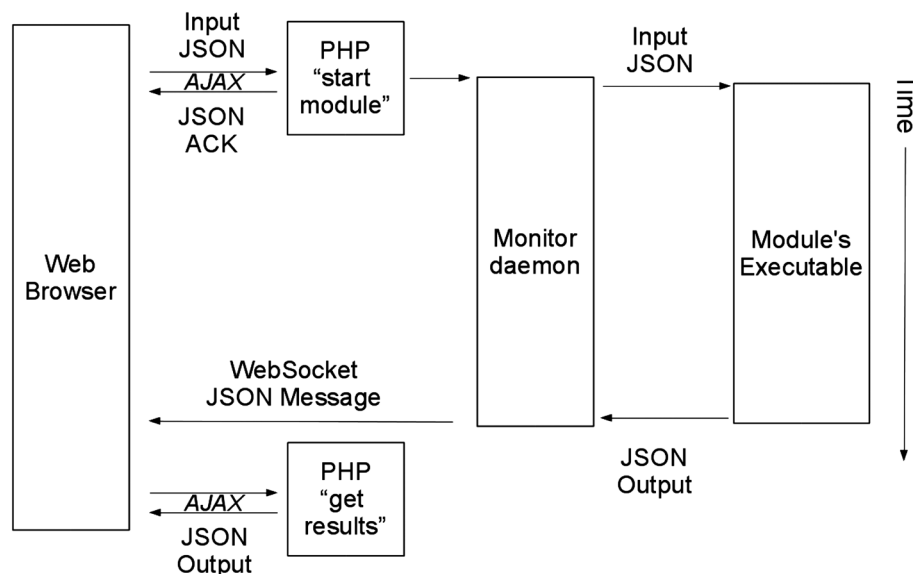 Input
JSON
AJAX
JSON
ACK
PHP
“start
module”
Input
JSON
Time
Web
Browser
Monitor
daemon
Module's
Executable
WebSocket
JSON Message
JSON
Output
PHP
“get
results”
AJAX
JSON
Output